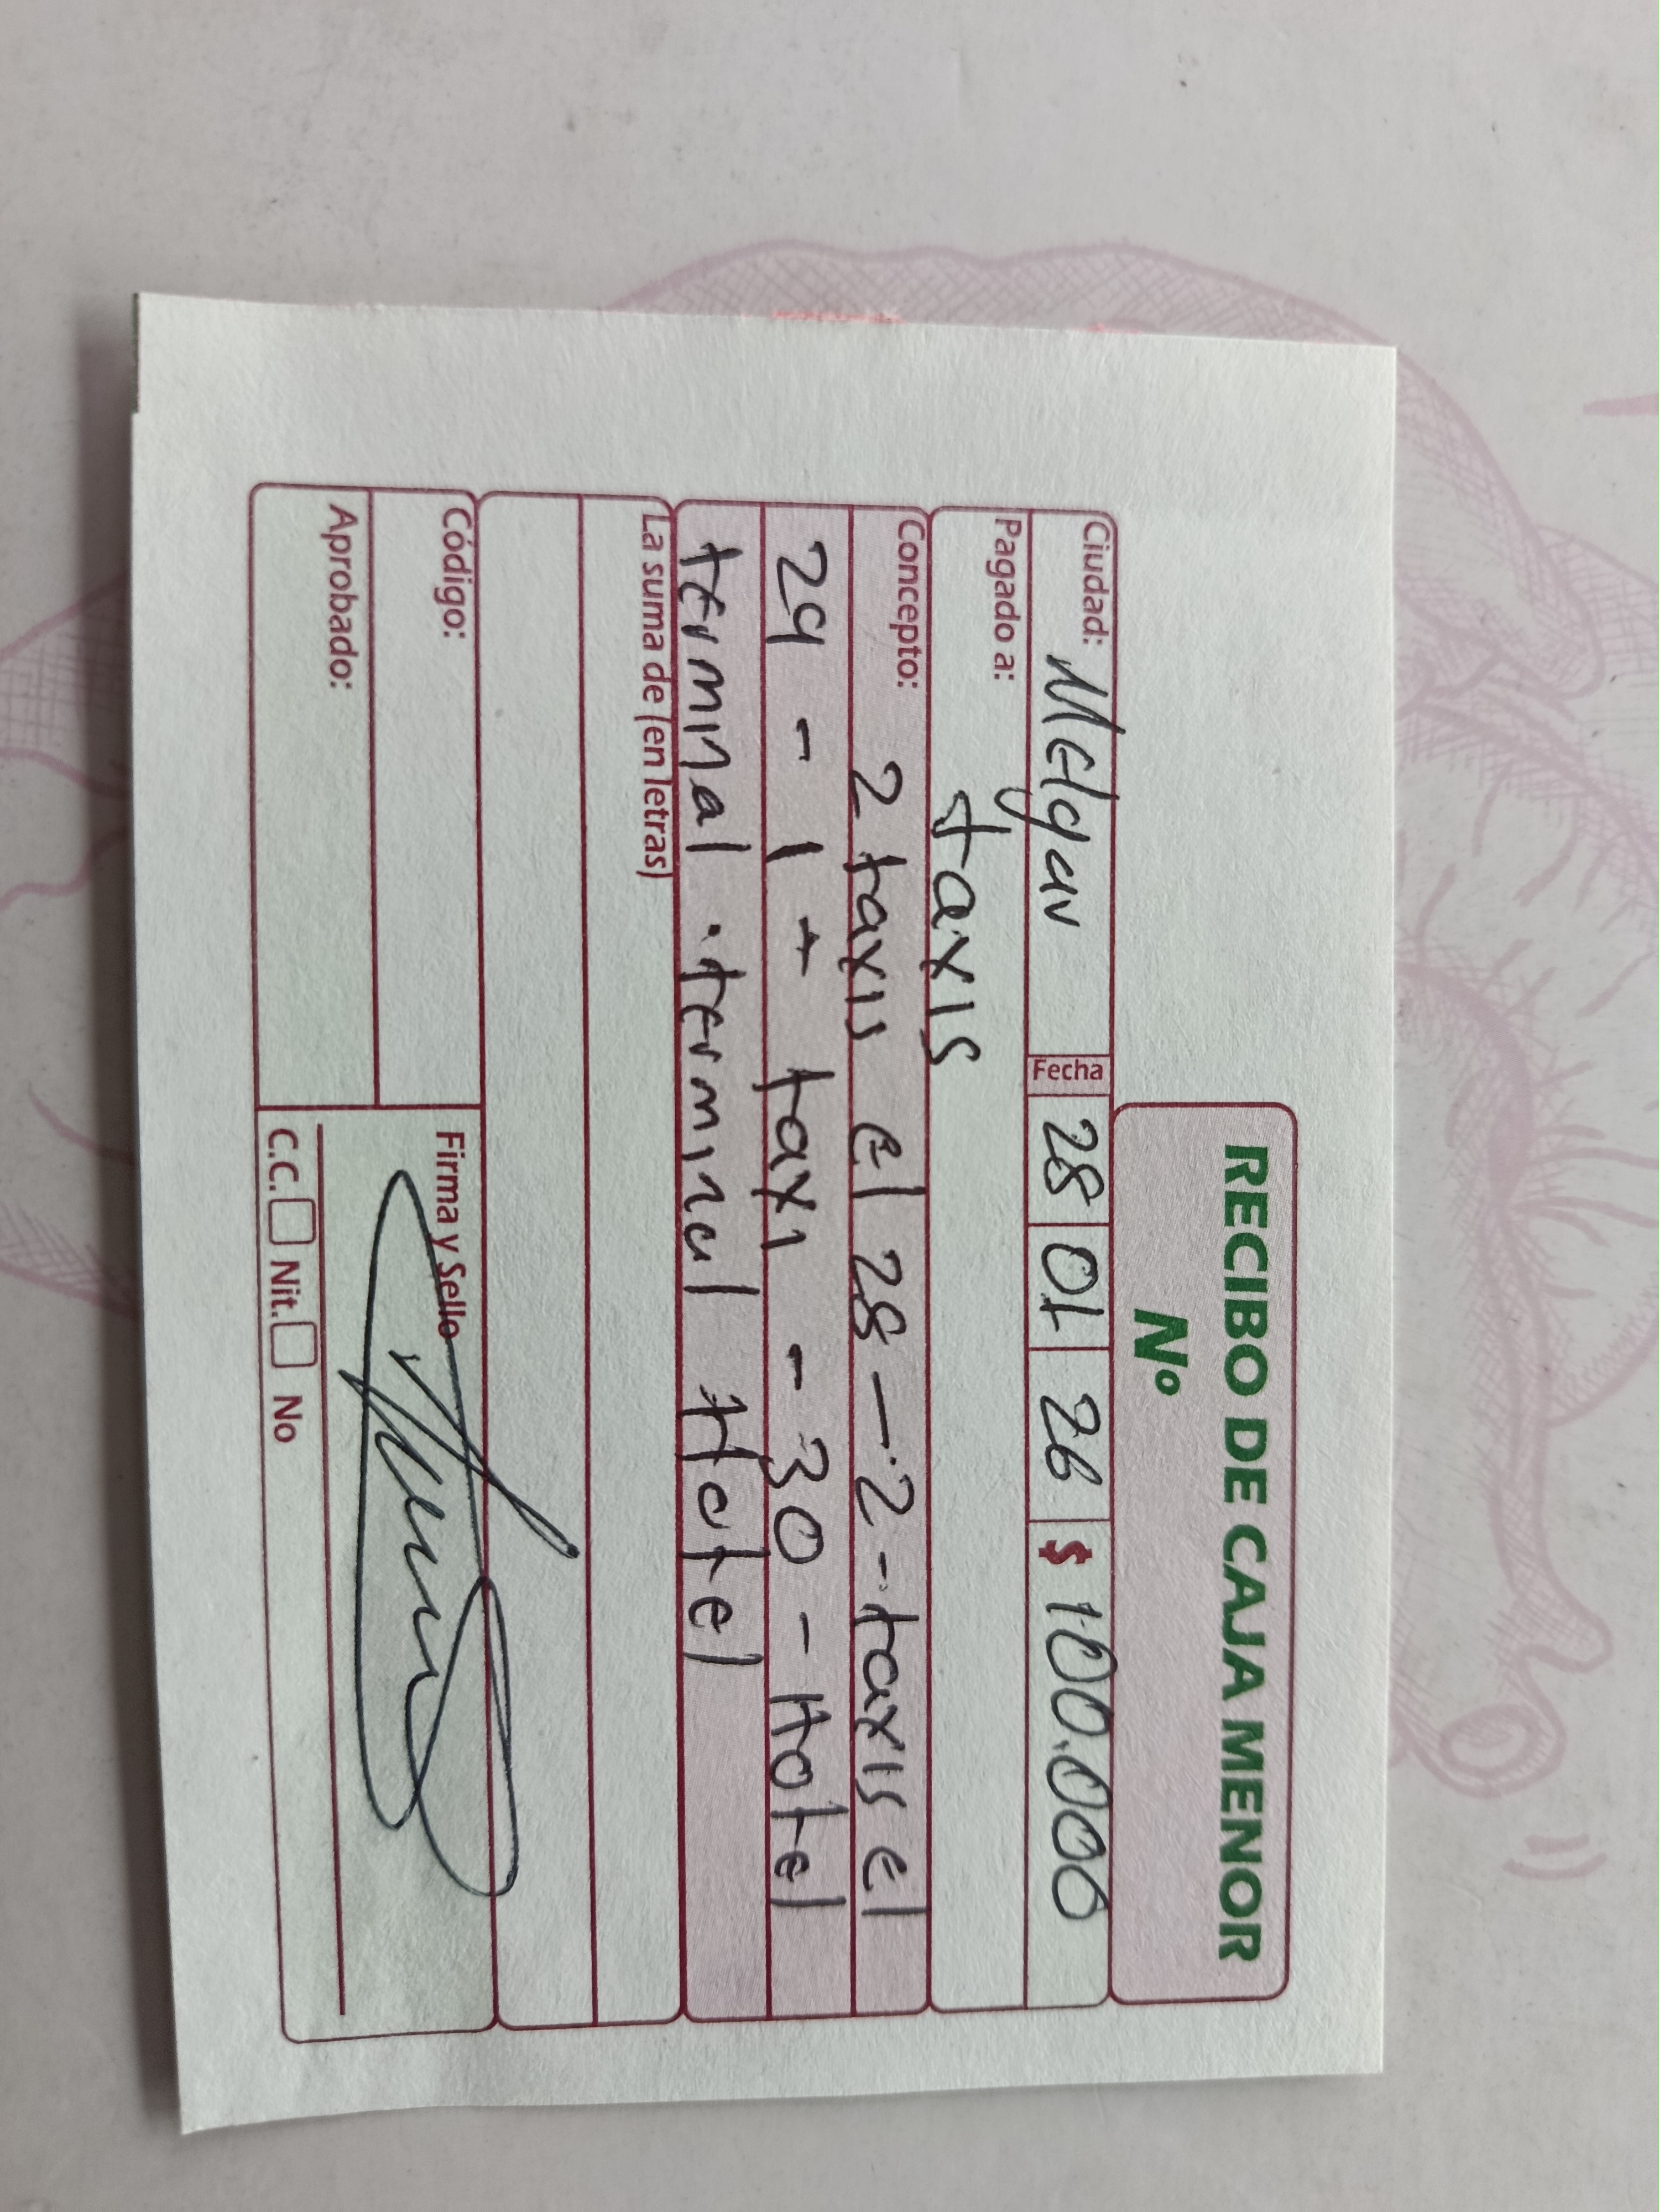 RECIBO DE CAJA MENOR
Nº
Ciudad: Melgar Fecha 28 01 26 $ 100.000
Pagado a: taxis
Concepto: 2 taxis el 28 — 2 - taxis el
29 - 1 + taxi - 30 - Hotel
terminal . terminal Hotel
La suma de (en letras)
Código:
Aprobado:
Firma y Sello
C.C. Nit. No